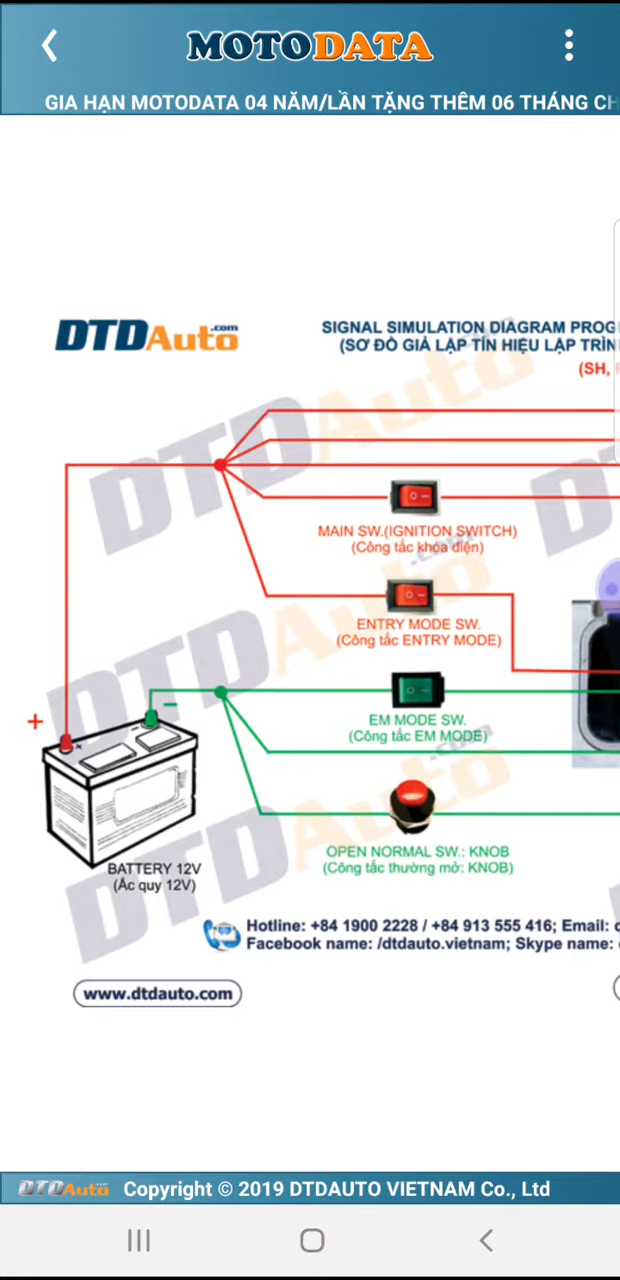 MOTODATA
GIA HẠN MOTODATA 04 NĂM/LẦN TẶNG THÊM 06 THÁNG CH
DTDAuto.com
SIGNAL SIMULATION DIAGRAM PROG
(SƠ ĐỒ GIẢ LẬP TÍN HIỆU LẬP TRÌN
(SH,
MAIN SW.(IGNITION SWITCH)
(Công tắc khóa điện)
ENTRY MODE SW.
(Công tắc ENTRY MODE)
EM MODE SW.
(Công tắc EM MODE)
+
−
BATTERY 12V
(Ắc quy 12V)
OPEN NORMAL SW.: KNOB
(Công tắc thường mở: KNOB)
Hotline: +84 1900 2228 / +84 913 555 416; Email:
Facebook name: /dtdauto.vietnam; Skype name:
www.dtdauto.com
DTDAuto Copyright © 2019 DTDAUTO VIETNAM Co., Ltd